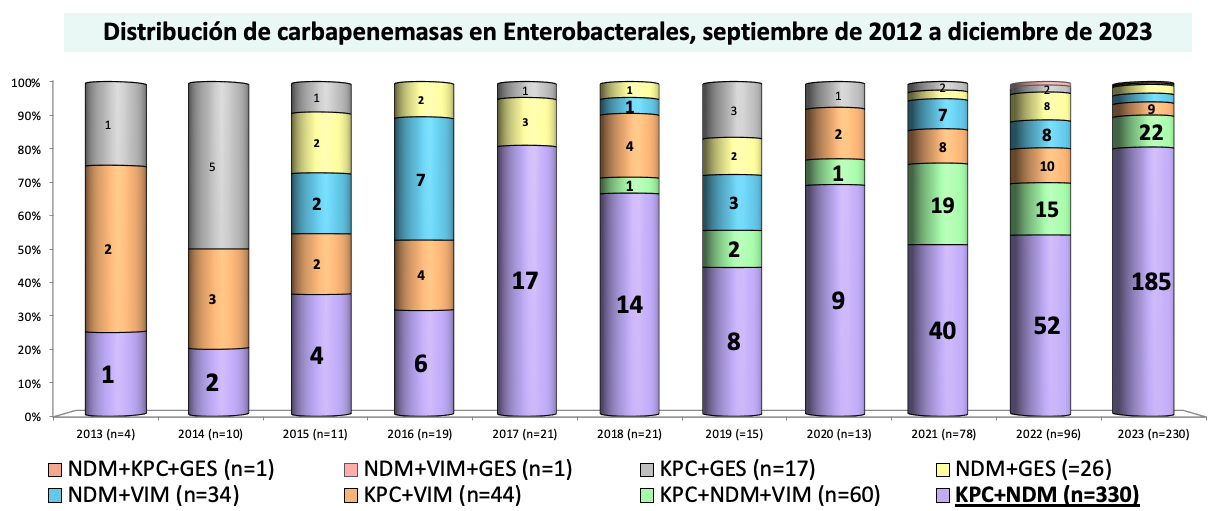 Distribución de carbapenemasas en Enterobacterales, septiembre de 2012 a diciembre de 2023
100%
90%
80%
70%
60%
50%
40%
30%
20%
10%
0%
1
2
1
5
3
2
1
2
2
2
4
2
7
4
6
1
3
17
1
1
4
1
14
3
2
3
2
8
1
2
1
9
2
7
8
19
40
2
8
8
10
15
52
9
22
185
2013 (n=4)
2014 (n=10)
2015 (n=11)
2016 (n=19)
2017 (n=21)
2018 (n=21)
2019 (n=15)
2020 (n=13)
2021 (n=78)
2022 (n=96)
2023 (n=230)
NDM+KPC+GES (n=1)
NDM+VIM+GES (n=1)
KPC+GES (n=17)
NDM+GES (=26)
NDM+VIM (n=34)
KPC+VIM (n=44)
KPC+NDM+VIM (n=60)
KPC+NDM (n=330)